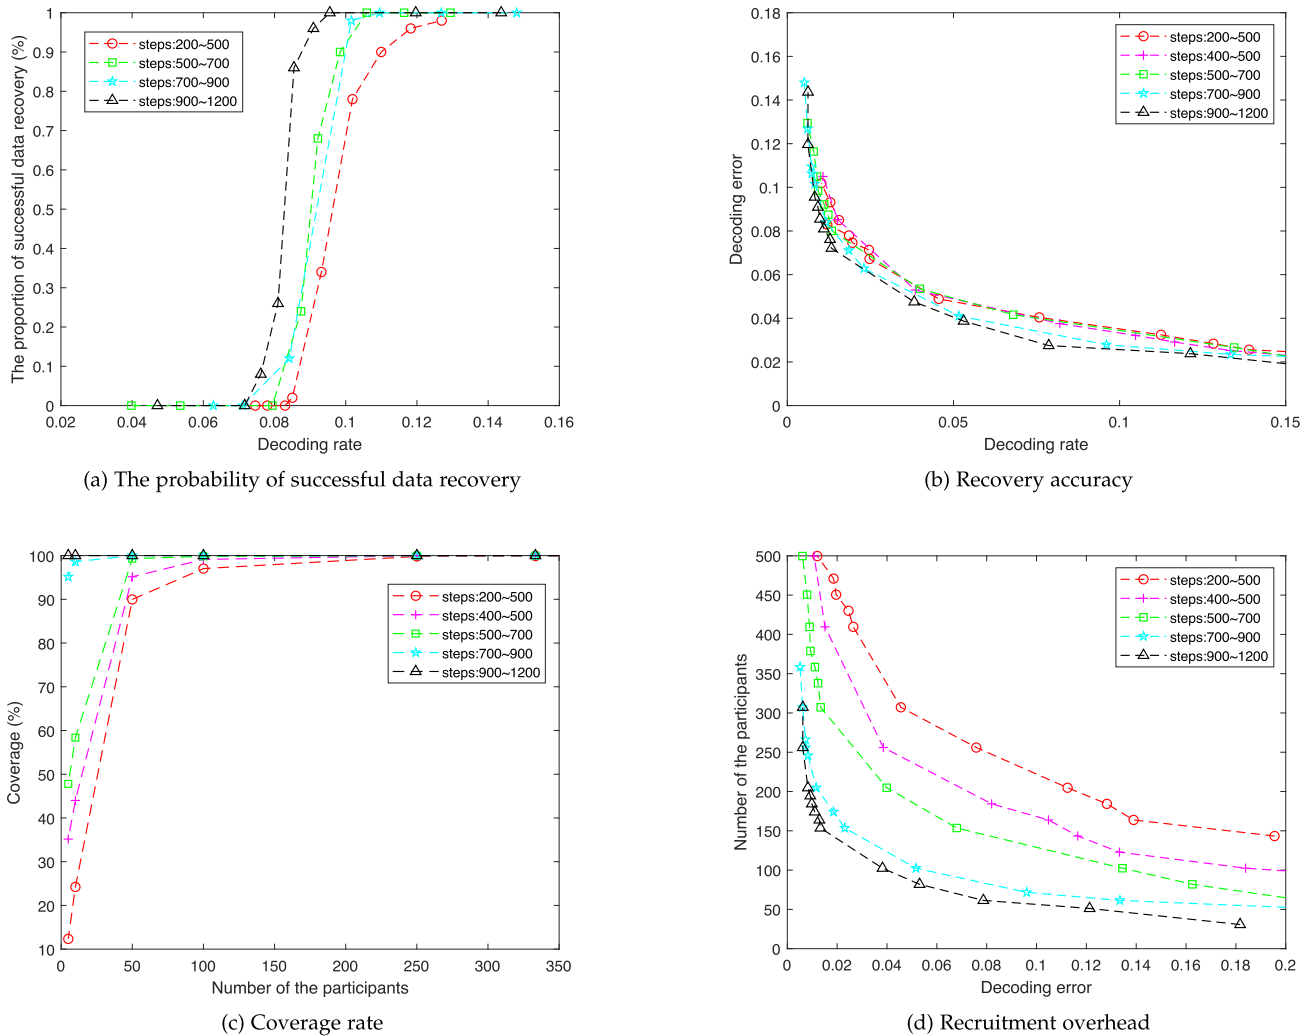 The proportion of successful data recovery (%)
1
0.9
0.8
0.7
0.6
0.5
0.4
0.3
0.2
0.1
0
steps:200~500
steps:500~700
steps:700~900
steps:900~1200
0.02
0.04
0.06
0.08
0.1
0.12
0.14
0.16
Decoding rate
(a) The probability of successful data recovery
Decoding error
0.18
0.16
0.14
0.12
0.1
0.08
0.06
0.04
0.02
0
steps:200~500
steps:400~500
steps:500~700
steps:700~900
steps:900~1200
0
0.05
0.1
0.15
Decoding rate
(b) Recovery accuracy
Coverage (%)
100
90
80
70
60
50
40
30
20
10
steps:200~500
steps:400~500
steps:500~700
steps:700~900
steps:900~1200
0
50
100
150
200
250
300
350
Number of the participants
(c) Coverage rate
Number of the participants
500
450
400
350
300
250
200
150
100
50
0
steps:200~500
steps:400~500
steps:500~700
steps:700~900
steps:900~1200
0
0.02
0.04
0.06
0.08
0.1
0.12
0.14
0.16
0.18
0.2
Decoding error
(d) Recruitment overhead